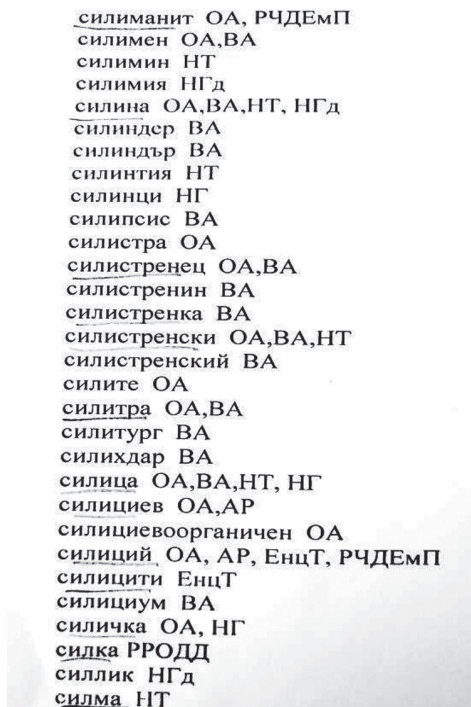 силиманит ОА, РЧДЕмП
силимен ОА,ВА
силимин НТ
силимия НГд
силина ОА,ВА,НТ, НГд
силиндер ВА
силиндър ВА
силинтия НТ
силинци НГ
силипсис ВА
силистра ОА
силистренец ОА,ВА
силистренин ВА
силистренка ВА
силистренски ОА,ВА,НТ
силистренский ВА
силите ОА
силитра ОА,ВА
силитург ВА
силихдар ВА
силица ОА,ВА,НТ, НГ
силициев ОА,АР
силициевоорганичен ОА
силиций ОА, АР, ЕнцТ, РЧДЕмП
силицити ЕнцТ
силициум ВА
силичка ОА, НГ
силка РРОДД
силлик НГд
силма НТ